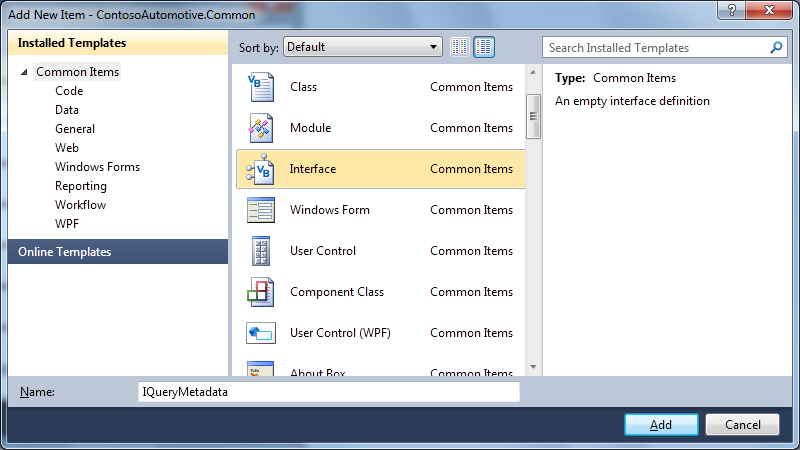 Add New Item - ContosoAutomotive.Common
Installed Templates
Common Items
Code
Data
General
Web
Windows Forms
Reporting
Workflow
WPF
Online Templates
Sort by: Default
Search Installed Templates
Class Common Items
Module Common Items
Interface Common Items
Windows Form Common Items
User Control Common Items
Component Class Common Items
User Control (WPF) Common Items
About Box Common Items
Type: Common Items
An empty interface definition
Name: IQueryMetadata
Add Cancel